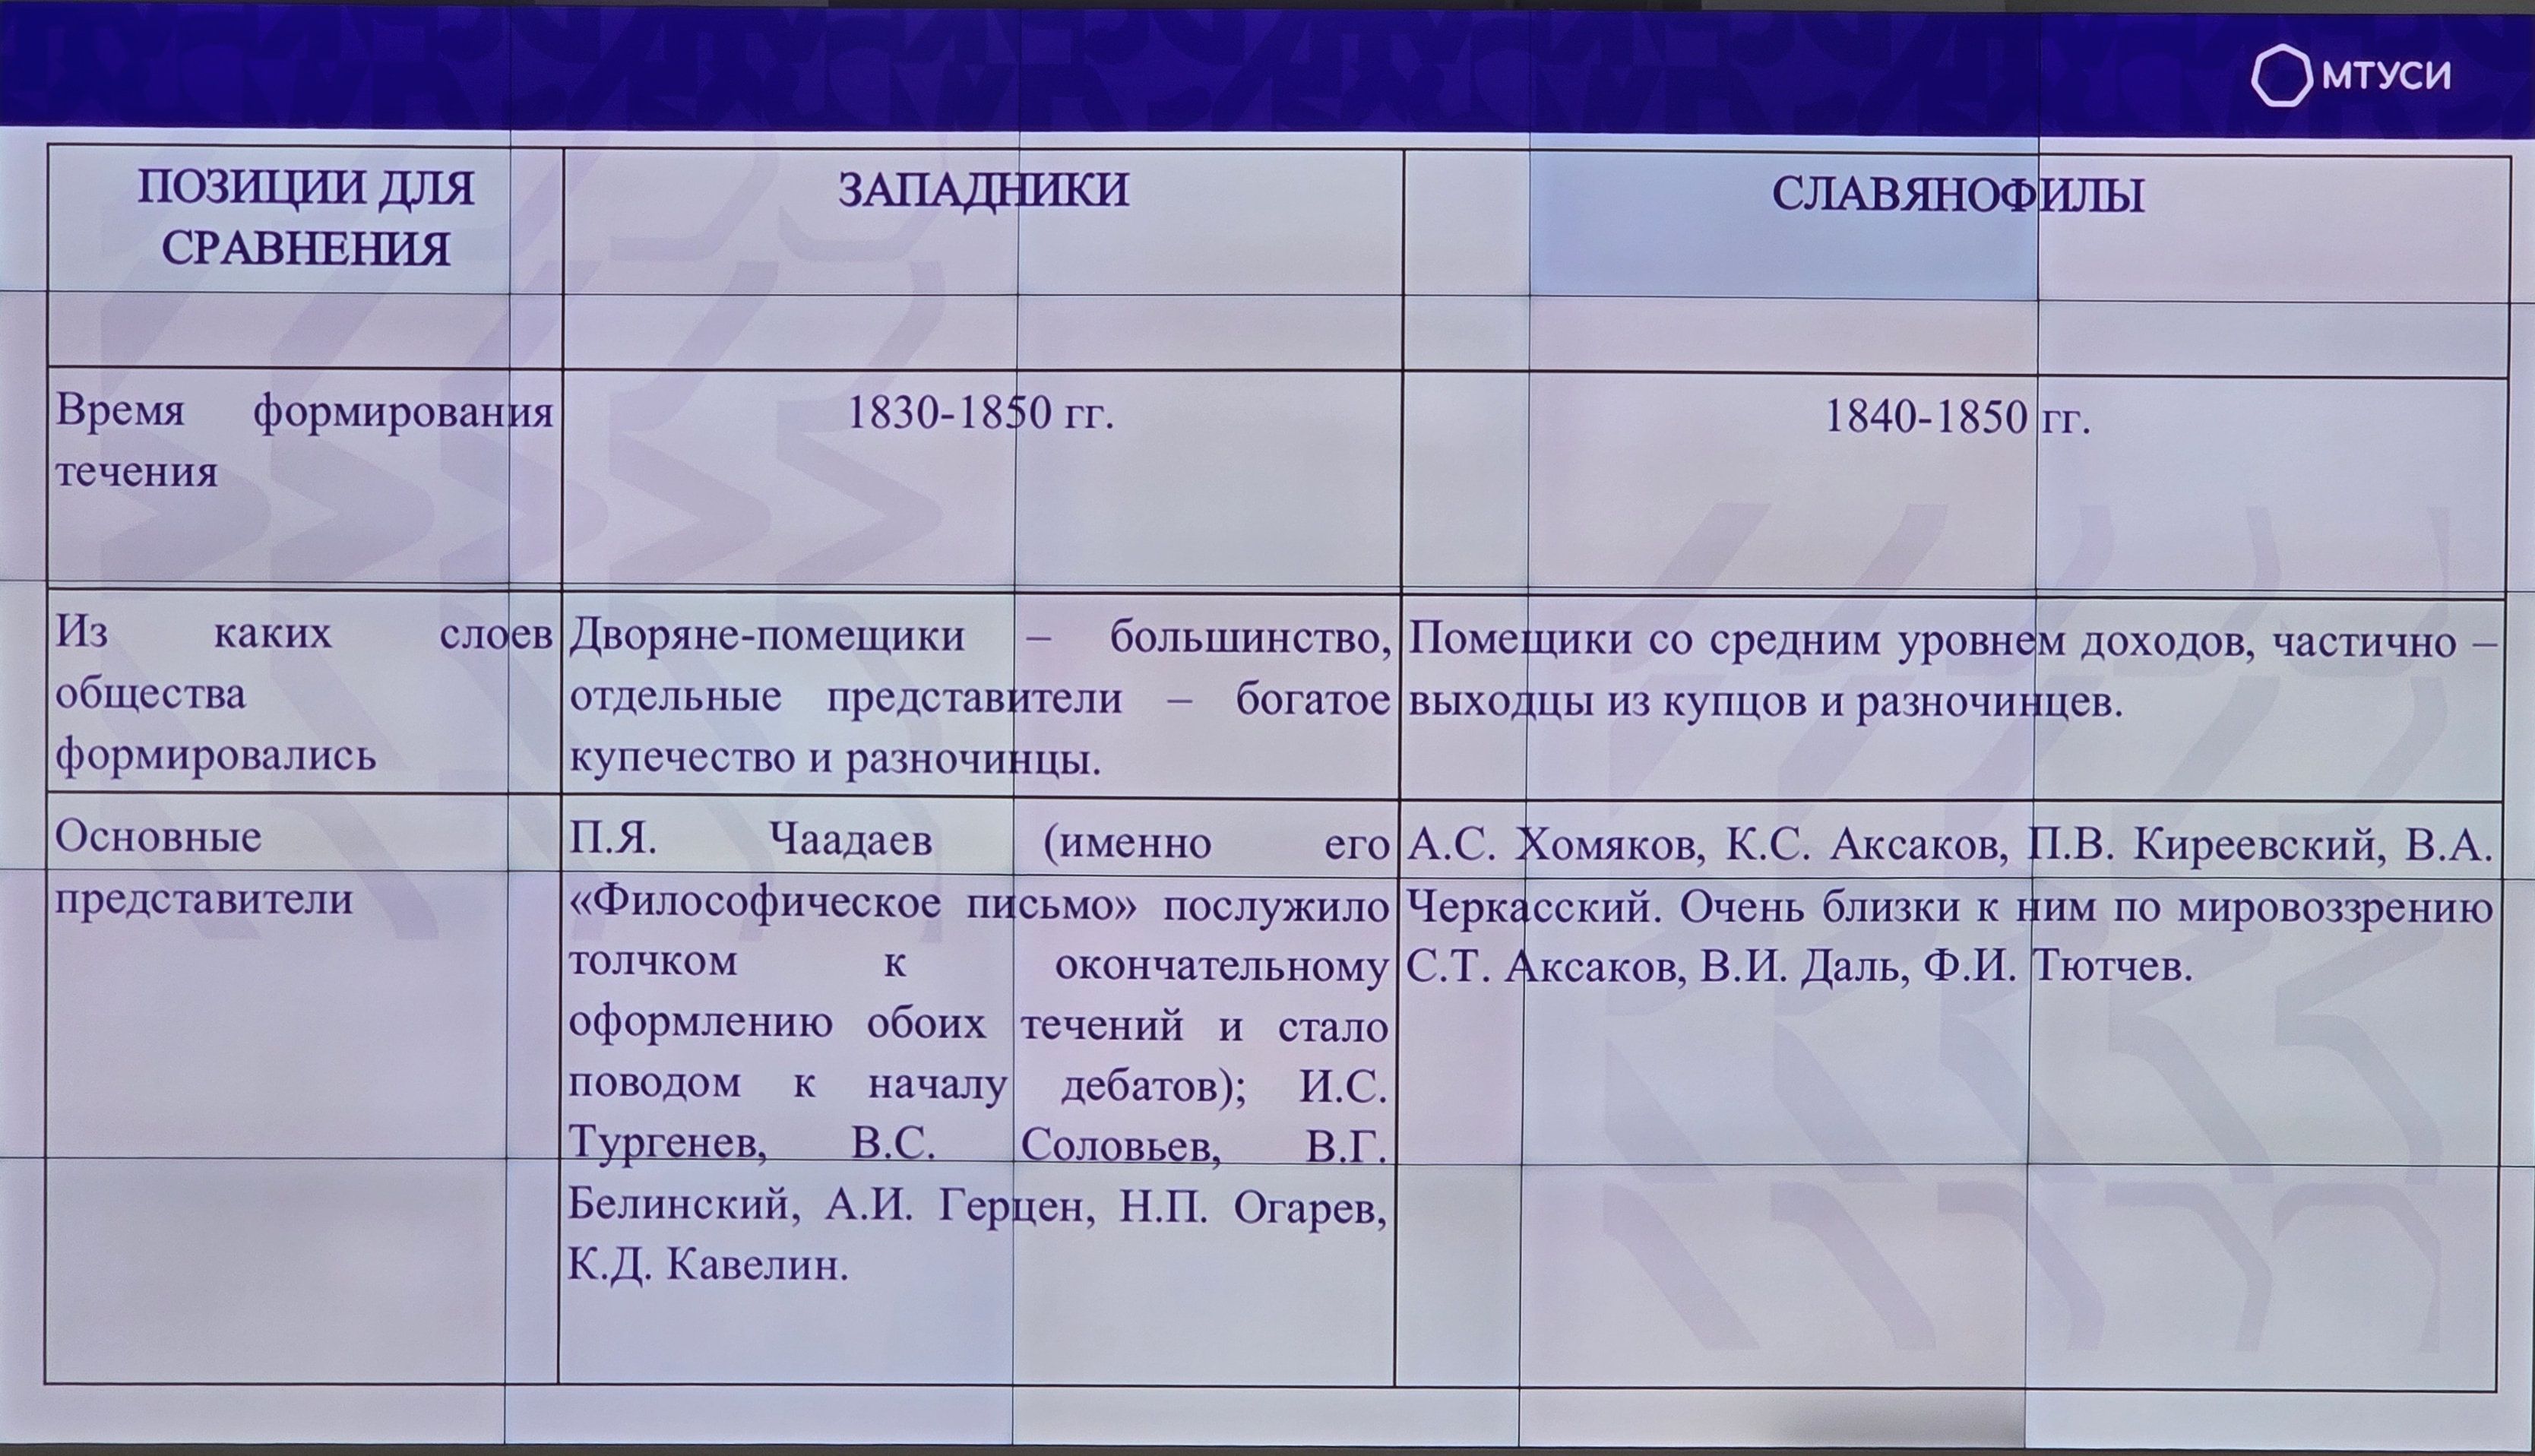 МТУСИ
ПОЗИЦИИ ДЛЯ
СРАВНЕНИЯ
ЗАПАДНИКИ
СЛАВЯНОФИЛЫ
Время формирования
течения
1830-1850 гг.
1840-1850 гг.
Из каких слоев
общества
формировались
Дворяне-помещики – большинство,
отдельные представители – богатое
купечество и разночинцы.
Помещики со средним уровнем доходов, частично –
выходцы из купцов и разночинцев.
Основные
представители
П.Я. Чаадаев (именно его
«Философическое письмо» послужило
толчком к окончательному
оформлению обоих течений и стало
поводом к началу дебатов); И.С.
Тургенев, В.С. Соловьев, В.Г.
Белинский, А.И. Герцен, Н.П. Огарев,
К.Д. Кавелин.
А.С. Хомяков, К.С. Аксаков, П.В. Киреевский, В.А.
Черкасский. Очень близки к ним по мировоззрению
С.Т. Аксаков, В.И. Даль, Ф.И. Тютчев.